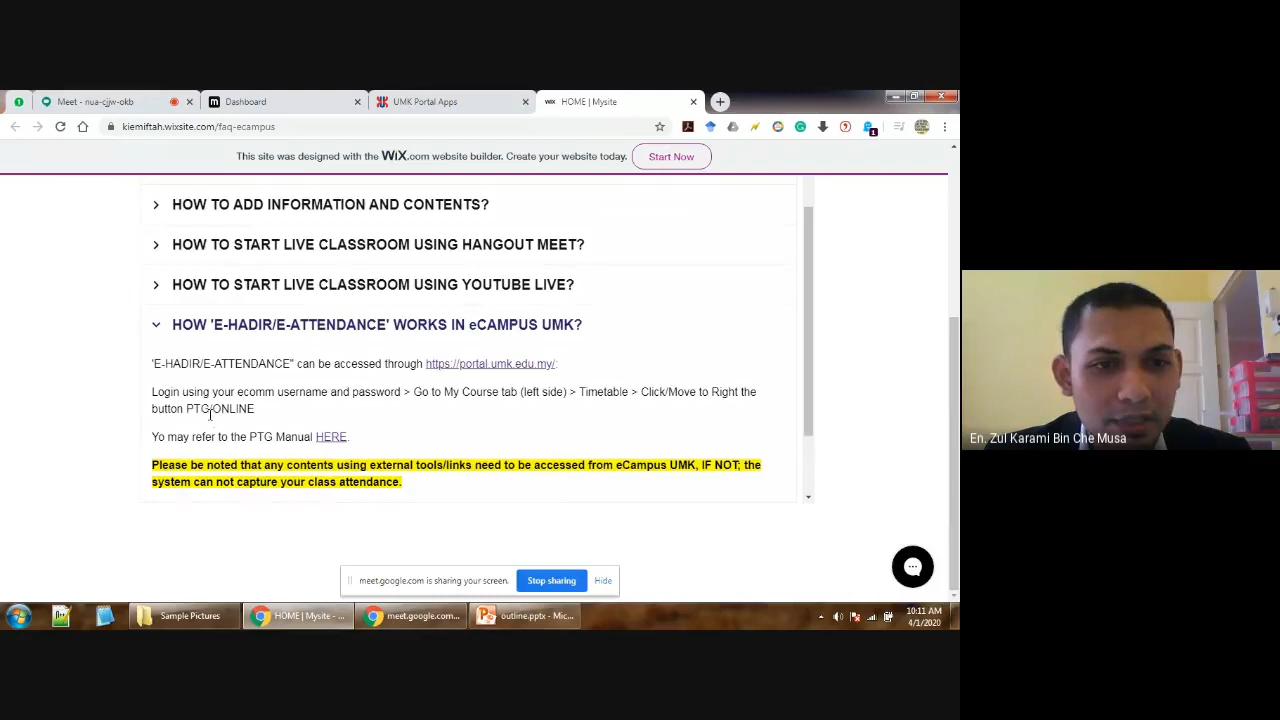 Meet - nua-cjjw-okb
Dashboard
UMK Portal Apps
WiX HOME | Mysite
kiemiftah.wixsite.com/faq-ecampus
1
This site was designed with the WiX.com website builder. Create your website today. Start Now
HOW TO ADD INFORMATION AND CONTENTS?
HOW TO START LIVE CLASSROOM USING HANGOUT MEET?
HOW TO START LIVE CLASSROOM USING YOUTUBE LIVE?
HOW 'E-HADIR/E-ATTENDANCE' WORKS IN eCAMPUS UMK?
'E-HADIR/E-ATTENDANCE" can be accessed through https://portal.umk.edu.my/:
Login using your ecomm username and password > Go to My Course tab (left side) > Timetable > Click/Move to Right the
button PTG/ONLINE
Yo may refer to the PTG Manual HERE.
Please be noted that any contents using external tools/links need to be accessed from eCampus UMK, IF NOT; the
system can not capture your class attendance.
En. Zul Karami Bin Che Musa
meet.google.com is sharing your screen. Stop sharing Hide
Sample Pictures
HOME | Mysite - ...
meet.google.com...
outline.pptx - Mic...
10:11 AM
4/1/2020